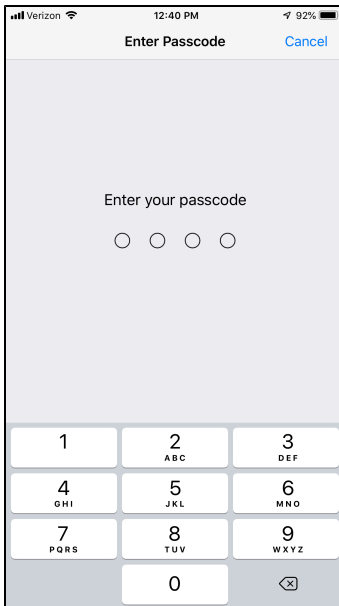 Verizon 12:40 PM 92%
Enter Passcode Cancel
Enter your passcode
1 2 3
ABC DEF
4 5 6
GHI JKL MNO
7 8 9
PQRS TUV WXYZ
0